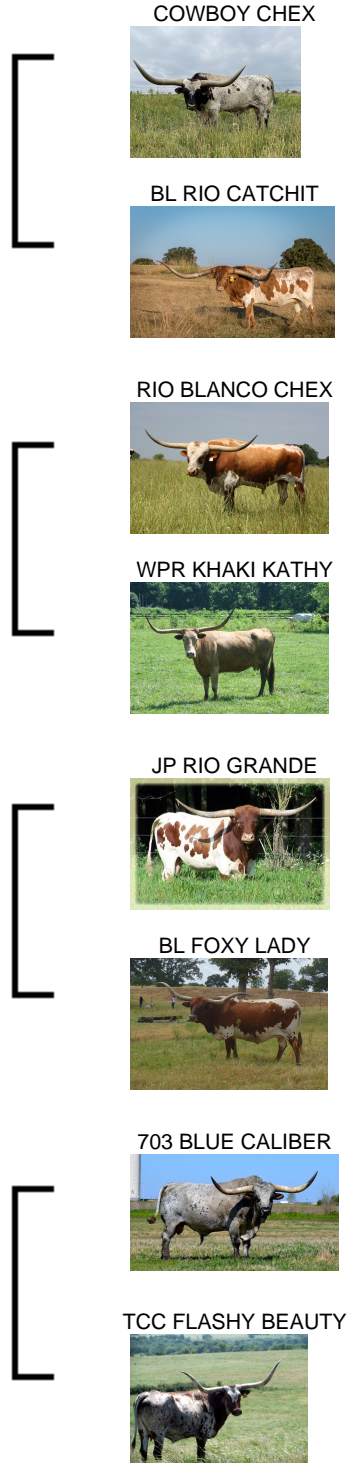 COWBOY CHEX
BL RIO CATCHIT
RIO BLANCO CHEX
WPR KHAKI KATHY
JP RIO GRANDE
BL FOXY LADY
703 BLUE CALIBER
TCC FLASHY BEAUTY